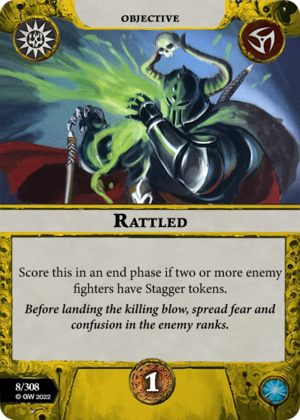 OBJECTIVE
RATTLED
Score this in an end phase if two or more enemy
fighters have Stagger tokens.
Before landing the killing blow, spread fear and
confusion in the enemy ranks.
8/308
© GW 2022
1